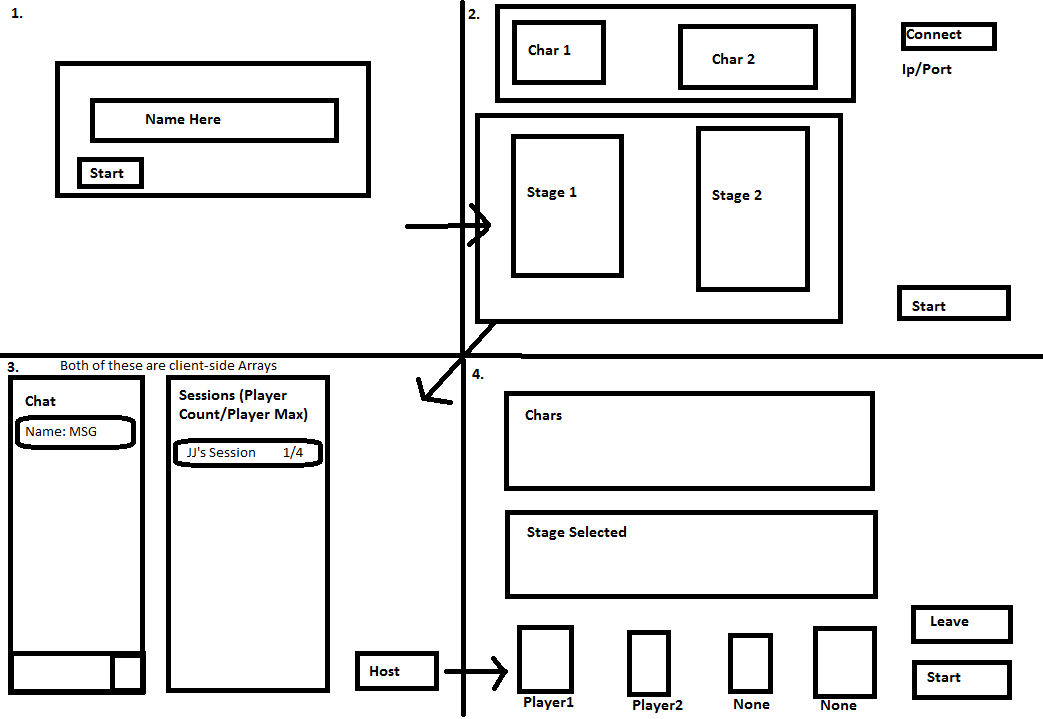 1.
Name Here
Start
2.
Char 1
Char 2
Connect
Ip/Port
Stage 1
Stage 2
Start
3.
Both of these are client-side Arrays
Chat
Name: MSG
Sessions (Player
Count/Player Max)
JJ's Session 1/4
Host
4.
Chars
Stage Selected
Player1
Player2
None
None
Leave
Start